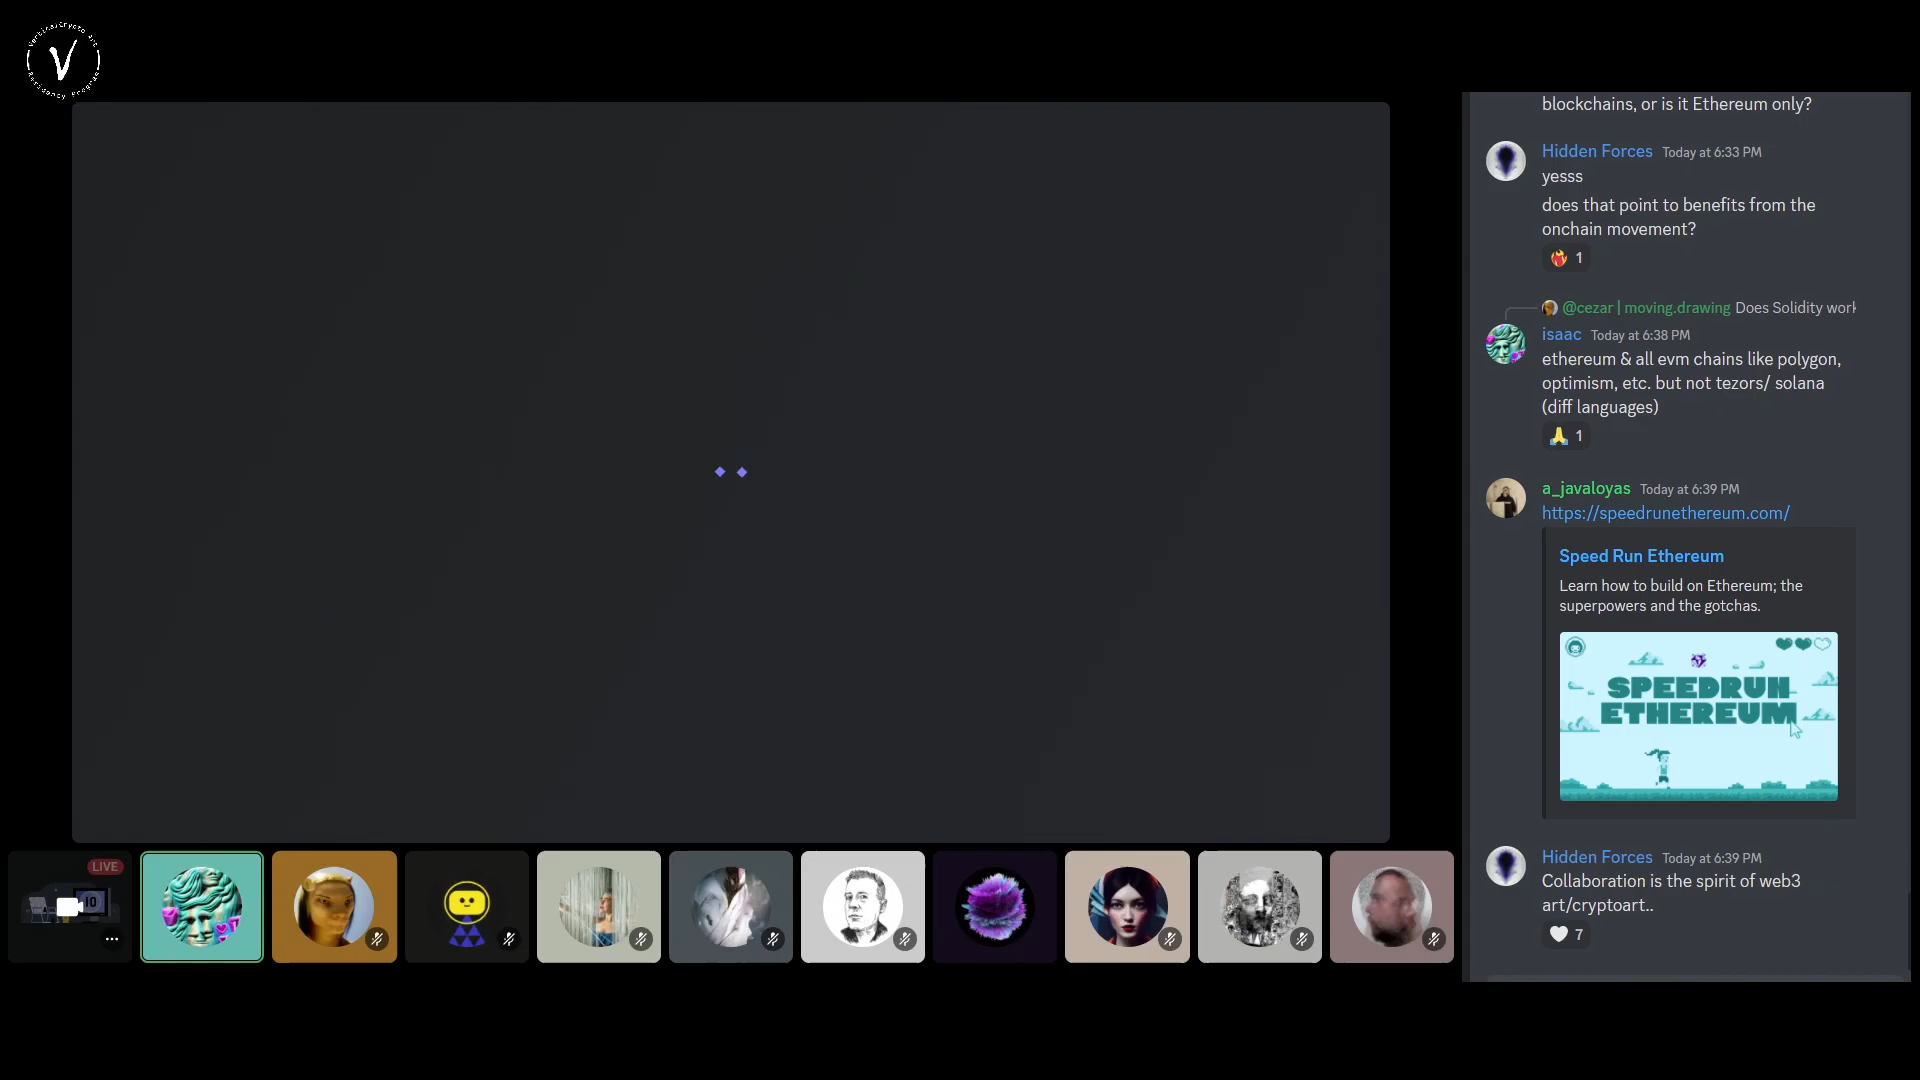 VerticalCrypto Art
V
Residency Program
blockchains, or is it Ethereum only?
Hidden Forces Today at 6:33 PM
yesss
does that point to benefits from the
onchain movement?
1
@cezar | moving.drawing Does Solidity work
isaac Today at 6:38 PM
ethereum & all evm chains like polygon,
optimism, etc. but not tezors/ solana
(diff languages)
1
a_javaloyas Today at 6:39 PM
https://speedrunethereum.com/
Speed Run Ethereum
Learn how to build on Ethereum; the
superpowers and the gotchas.
SPEEDRUN
ETHEREUM
Hidden Forces Today at 6:39 PM
Collaboration is the spirit of web3
art/cryptoart..
7
LIVE
10